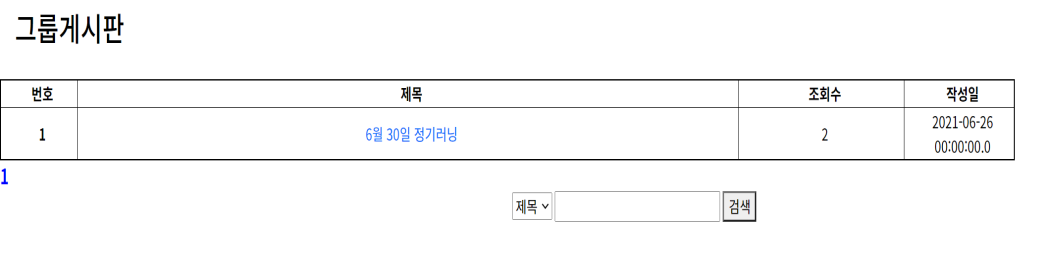 그룹게시판
번호 제목 조회수 작성일
1 6월 30일 정기러닝 2 2021-06-26
00:00:00.0
1
제목 검색